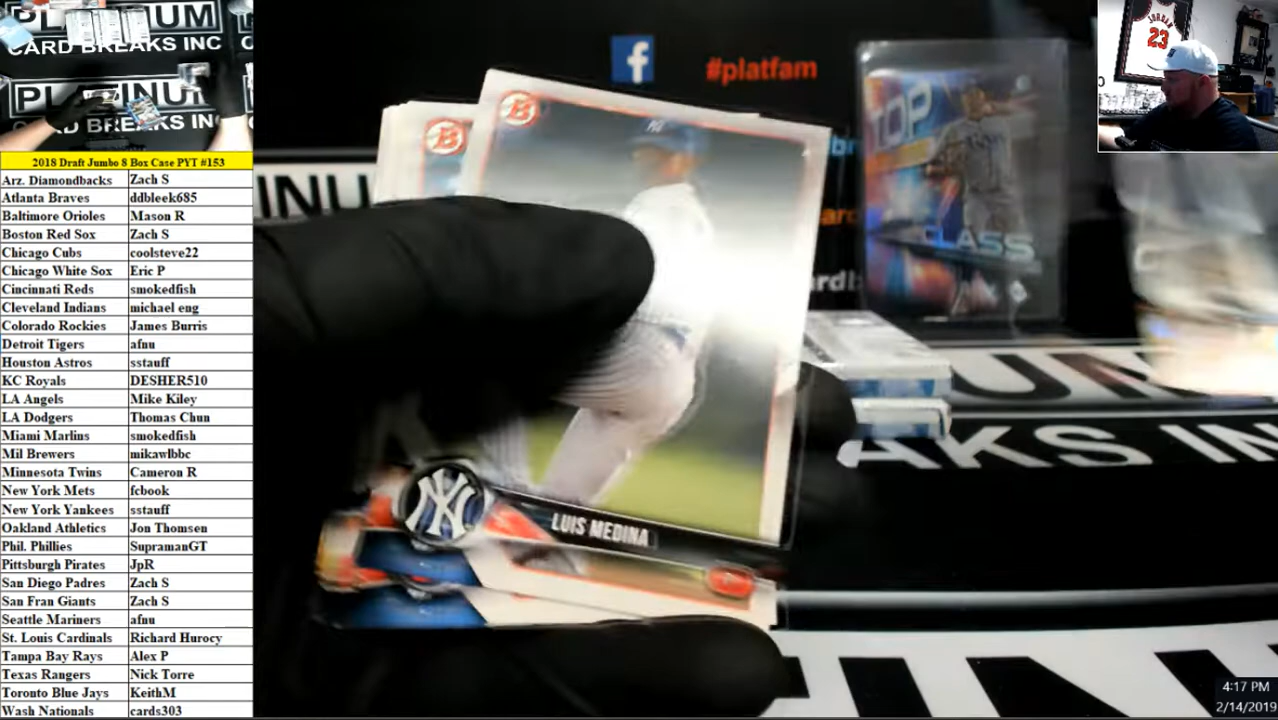 PLATINUM
CARD BREAKS INC
PLATINUM
CARD BREAKS INC
2018 Draft Jumbo 8 Box Case PYT #153
Arz. Diamondbacks Zach S
Atlanta Braves ddbleek685
Baltimore Orioles Mason R
Boston Red Sox Zach S
Chicago Cubs coolsteve22
Chicago White Sox Eric P
Cincinnati Reds smokedfish
Cleveland Indians michael eng
Colorado Rockies James Burris
Detroit Tigers afnu
Houston Astros sstauff
KC Royals DESHER510
LA Angels Mike Kiley
LA Dodgers Thomas Chun
Miami Marlins smokedfish
Mil Brewers mikawlbbc
Minnesota Twins Cameron R
New York Mets fcbook
New York Yankees sstauff
Oakland Athletics Jon Thomsen
Phil. Phillies SupramanGT
Pittsburgh Pirates JpR
San Diego Padres Zach S
San Fran Giants Zach S
Seattle Mariners afnu
St. Louis Cardinals Richard Hurocy
Tampa Bay Rays Alex P
Texas Rangers Nick Torre
Toronto Blue Jays KeithM
Wash Nationals cards303
f #platfam
B
B
TOP
CLASS
INU
NY
LUIS MEDINA
UM
AKS IN
JORDAN
23
4:17 PM
2/14/2019